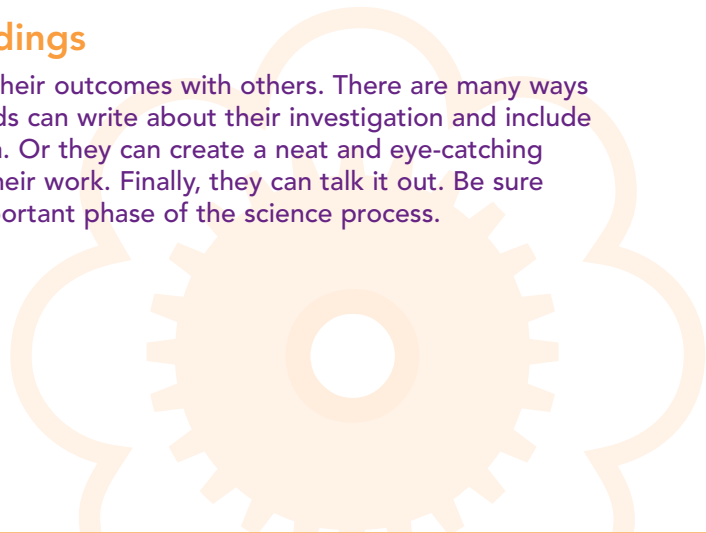 dings
heir outcomes with others. There are many ways
ds can write about their investigation and include
. Or they can create a neat and eye-catching
heir work. Finally, they can talk it out. Be sure
portant phase of the science process.